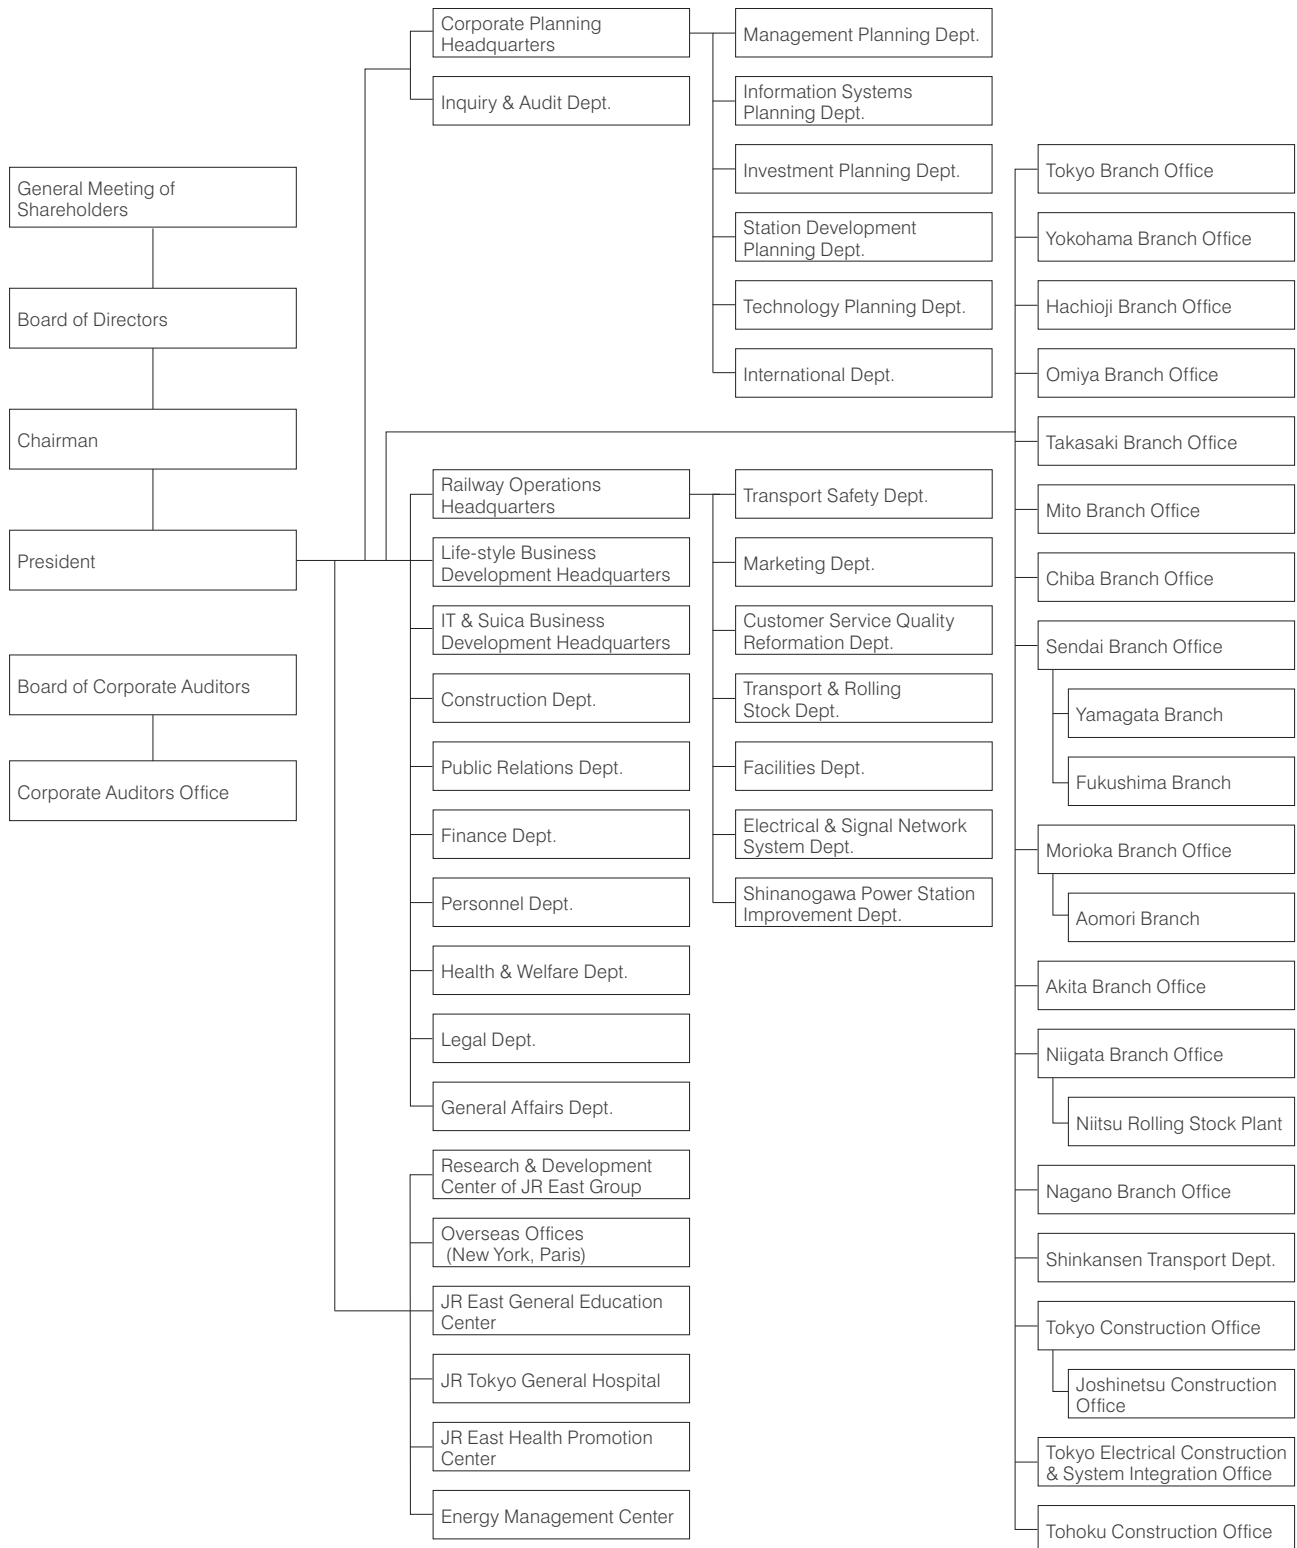 General Meeting of
Shareholders
Board of Directors
Chairman
President
Board of Corporate Auditors
Corporate Auditors Office
Corporate Planning
Headquarters
Inquiry & Audit Dept.
Railway Operations
Headquarters
Life-style Business
Development Headquarters
IT & Suica Business
Development Headquarters
Construction Dept.
Public Relations Dept.
Finance Dept.
Personnel Dept.
Health & Welfare Dept.
Legal Dept.
General Affairs Dept.
Research & Development
Center of JR East Group
Overseas Offices
(New York, Paris)
JR East General Education
Center
JR Tokyo General Hospital
JR East Health Promotion
Center
Energy Management Center
Management Planning Dept.
Information Systems
Planning Dept.
Investment Planning Dept.
Station Development
Planning Dept.
Technology Planning Dept.
International Dept.
Transport Safety Dept.
Marketing Dept.
Customer Service Quality
Reformation Dept.
Transport & Rolling
Stock Dept.
Facilities Dept.
Electrical & Signal Network
System Dept.
Shinanogawa Power Station
Improvement Dept.
Tokyo Branch Office
Yokohama Branch Office
Hachioji Branch Office
Omiya Branch Office
Takasaki Branch Office
Mito Branch Office
Chiba Branch Office
Sendai Branch Office
Yamagata Branch
Fukushima Branch
Morioka Branch Office
Aomori Branch
Akita Branch Office
Niigata Branch Office
Niitsu Rolling Stock Plant
Nagano Branch Office
Shinkansen Transport Dept.
Tokyo Construction Office
Joshinetsu Construction
Office
Tokyo Electrical Construction
& System Integration Office
Tohoku Construction Office